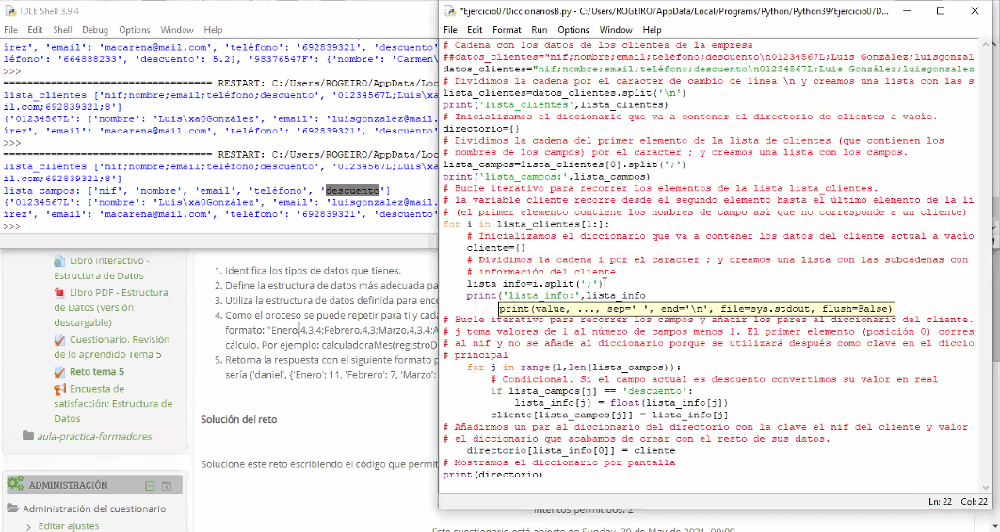 IDLE Shell 3.9.4
File Edit Shell Debug Options Window Help
írez', 'email': 'macarena@mail.com', 'teléfono': '692839321', 'descuento':
léfono': '664888233', 'descuento': 5.2}, '98376547F': {'nombre': 'Carmen\
>>>
=============================== RESTART: C:/Users/ROGEIRO/AppData/Loc
lista_clientes ['nif;nombre;email;teléfono;descuento', '01234567L;Luis\xa
il.com;692839321;8']
{'01234567L': {'nombre': 'Luis\xa0González', 'email': 'luisgonzalez@mail.
írez', 'email': 'macarena@mail.com', 'teléfono': '692839321', 'descuento'
>>>
=============================== RESTART: C:/Users/ROGEIRO/AppData/Loc
lista_clientes ['nif;nombre;email;teléfono;descuento', '01234567L;Luis\xa
il.com;692839321;8']
lista_campos: ['nif', 'nombre', 'email', 'teléfono', 'descuento']
{'01234567L': {'nombre': 'Luis\xa0González', 'email': 'luisgonzalez@mail.
írez', 'email': 'macarena@mail.com', 'teléfono': '692839321', 'descuento'
>>>
Libro Interactivo -
Estructura de Datos
Libro PDF - Estructura
de Datos (Versión
descargable)
Cuestionario. Revisión
de lo aprendido Tema 5
Reto tema 5
Encuesta de
satisfacción: Estructura de
Datos
aula-practica-formadores
ADMINISTRACIÓN
Administración del cuestionario
Editar ajustes
1. Identifica los tipos de datos que tienes.
2. Define la estructura de datos más adecuada pa
3. Utiliza la estructura de datos definida para enco
4. Como el proceso se puede repetir para cada m
formato: "Enero,4,3,4;Febrero,4,3;Marzo,4,3,4:A
cálculo. Por ejemplo: calculadoraMes(registroD
5. Retorna la respuesta con el siguiente formato p
sería ('daniel', {'Enero': 11, 'Febrero': 7, 'Marzo':
Solución del reto
Solucione este reto escribiendo el código que permit
Intentos permitidos: 2
*Ejercicio07DiccionariosB.py - C:/Users/ROGEIRO/AppData/Local/Programs/Python/Python39/Ejercicio07D...
File Edit Format Run Options Window Help
# Cadena con los datos de los clientes de la empresa
##datos_clientes="nif;nombre;email;teléfono;descuento\n01234567L;Luis González;luisgonzal
datos_clientes="nif;nombre;email;teléfono;descuento\n01234567L;Luis González;luisgonzalez
# Dividimos la cadena por el caracter de cambio de línea \n y creamos una lista con las s
lista_clientes=datos_clientes.split('\n')
print('lista_clientes',lista_clientes)
# Inicializamos el diccionario que va a contener el directorio de clientes a vacío.
directorio={}
# Dividimos la cadena del primer elemento de la lista de clientes (que contienen los
# nombres de los campos) por el caracter ; y creamos una lista con los campos.
lista_campos=lista_clientes[0].split(';')
print('lista_campos:',lista_campos)
# Bucle iterativo para recorrer los elementos de la lista lista_clientes.
# la variable cliente recorre desde el segundo elemento hasta el último elemento de la li
# (el primer elemento contiene los nombres de campo así que no corresponde a un cliente)
for i in lista_clientes[1:]:
# Inicializamos el diccionario que va a contener los datos del cliente actual a vacío
cliente={}
# Dividimos la cadena i por el caracter ; y creamos una lista con las subcadenas con
# información del cliente
lista_info=i.split(';')
print('lista_info:',lista_info
print(value, ..., sep=' ', end='\n', file=sys.stdout, flush=False)
# Bucle iterativo para recorrer los campos y añadir los pares al diccionario del cliente.
# j toma valores de 1 al número de campos menos 1. El primer elemento (posición 0) corres
# al nif y no se añade al diccionario porque se utilizará después como clave en el diccio
# principal
for j in range(1,len(lista_campos)):
# Condicional. Si el campo actual es descuento convertimos su valor en real
if lista_campos[j] == 'descuento':
lista_info[j] = float(lista_info[j])
cliente[lista_campos[j]] = lista_info[j]
# Añadirmos un par al diccionario del directorio con la clave el nif del cliente y valor
# el diccionario que acabamos de crear con el resto de sus datos.
directorio[lista_info[0]] = cliente
# Mostramos el diccionario por pantalla
print(directorio)
Ln: 22 Col: 22